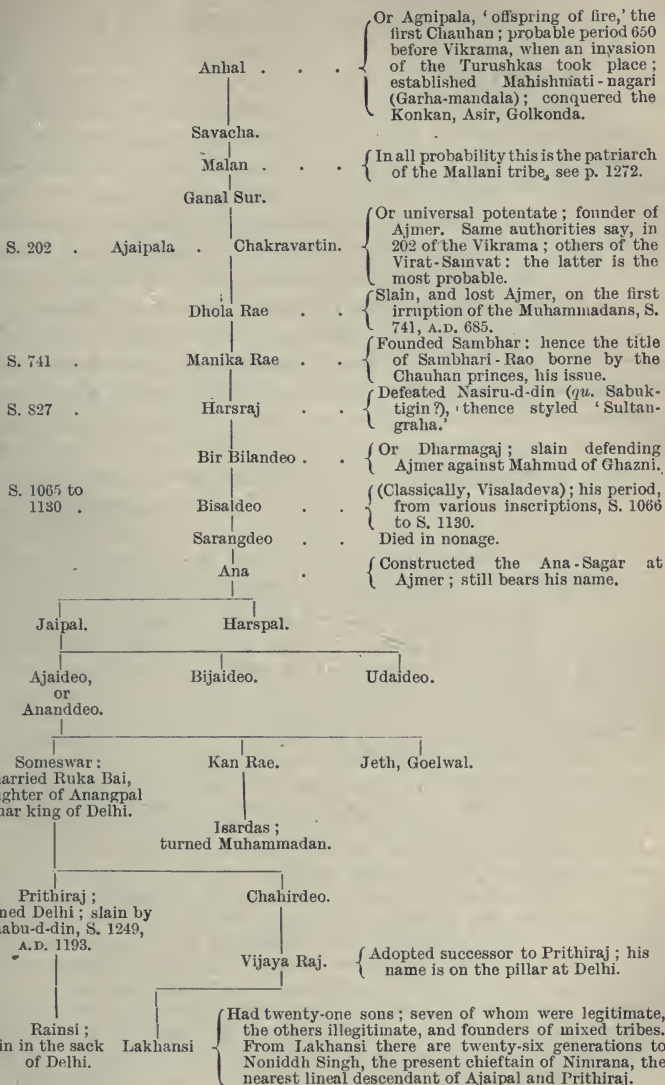 Or Agnipala, ‘ offspring of fire,’ the
first Chauhan ; probable period 650
before Vikrama, when an invasion
of the Turushkas took place ;
Anhal . . .
established Mahishmati-nagari
(Garha-mandala) ; conquered the
Konkan, Asir, Golkonda.
Savacha.
Malan . . .
In all probability this is the patriarch
of the Mallani tribe, see p. 1272.
Ganal Sur.
S. 202 . Ajaipala . Chakravartin.
Or universal potentate ; founder of
Ajmer. Same authorities say, in
202 of the Vikrama ; others of the
Virat-Samvat : the latter is the
most probable.
Dhola Rae . .
Slain, and lost Ajmer, on the first
irruption of the Muhammadans, S.
741, A.D. 685.
S. 741 . Manika Rae . .
Founded Sambhar : hence the title
of Sambhari-Rao borne by the
Chauhan princes, his issue.
S. 827 . Harsraj . .
Defeated Nasiru-d-din (qu. Sabuk-
tigin ?), thence styled ‘ Sultan-
graha.’
Bir Bilandeo . .
Or Dharmagaj ; slain defending
Ajmer against Mahmud of Ghazni.
S. 1065 to
1130 . Bisaldeo . .
(Classically, Visaladeva) ; his period,
from various inscriptions, S. 1066
to S. 1130.
Sarangdeo . . Died in nonage.
Ana .
Constructed the Ana-Sagar at
Ajmer ; still bears his name.
Jaipal. Harspal.
Ajaideo, Bijaideo. Udaideo.
or
Ananddeo.
Someswar : Kan Rae. Jeth, Goelwal.
arried Ruka Bai,
ghter of Anangpal
ar king of Delhi.
Isardas ;
turned Muhammadan.
Prithiraj ; Chahirdeo.
ned Delhi ; slain by
abu-d-din, S. 1249,
A.D. 1193.
Vijaya Raj.
Adopted successor to Prithiraj ; his
name is on the pillar at Delhi.
Rainsi ;
in in the sack Lakhansi
of Delhi.
Had twenty-one sons ; seven of whom were legitimate,
the others illegitimate, and founders of mixed tribes.
From Lakhansi there are twenty-six generations to
Noniddh Singh, the present chieftain of Nimrana, the
nearest lineal descendant of Ajaipal and Prithiraj.